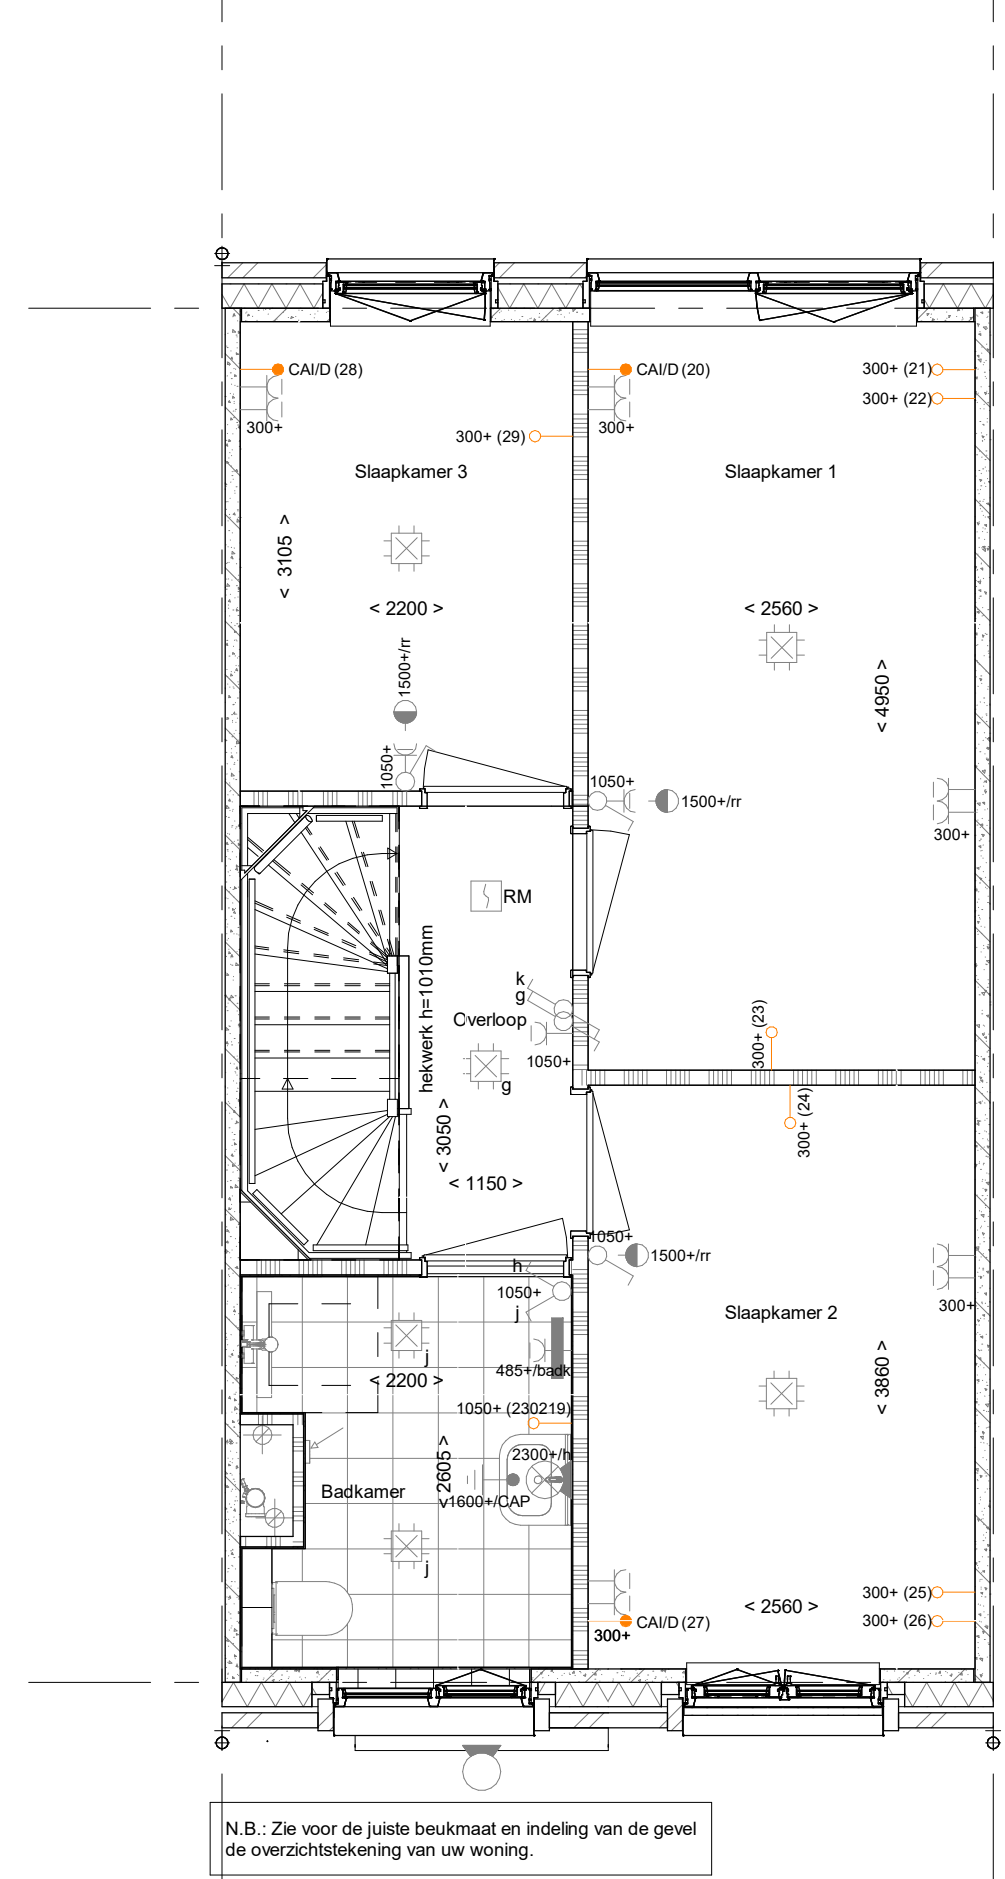 CAI/D (28)
300+
300+ (29)
Slaapkamer 3
< 3105 >
< 2200 >
1500+/rr
1050+
CAI/D (20)
300+
300+ (21)
300+ (22)
Slaapkamer 1
< 2560 >
< 4950 >
1050+
1500+/rr
300+
RM
hekwerk h=1010mm
k
g
Overloop
1050+
g
< 3050 >
< 1150 >
300+ (23)
300+ (24)
1050+
1500+/rr
300+
Slaapkamer 2
< 3860 >
h
1050+
j
j
485+/badk
< 2200 >
1050+ (230219)
2300+/h
< 2605 >
Badkamer
1600+/CAP
j
< 2560 >
300+ (25)
300+ (26)
CAI/D (27)
300+
N.B.: Zie voor de juiste beukmaat en indeling van de gevel
de overzichtstekening van uw woning.